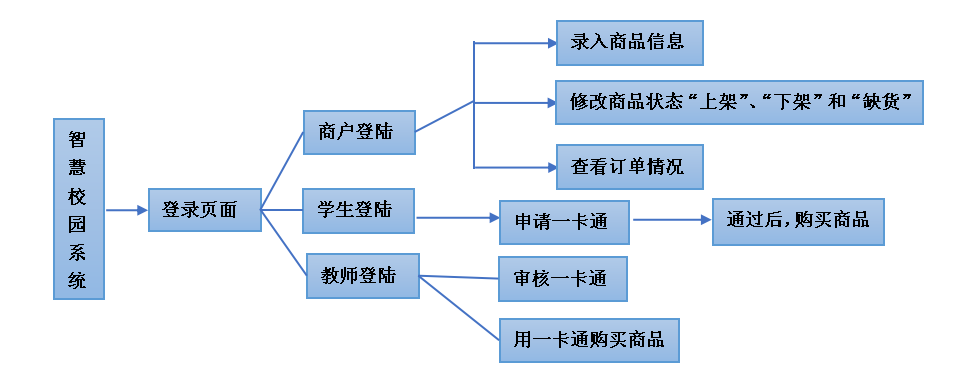 智慧校园系统
登录页面
商户登陆
录入商品信息
修改商品状态“上架”、“下架”和“缺货”
查看订单情况
学生登陆
申请一卡通
通过后,购买商品
教师登陆
审核一卡通
用一卡通购买商品